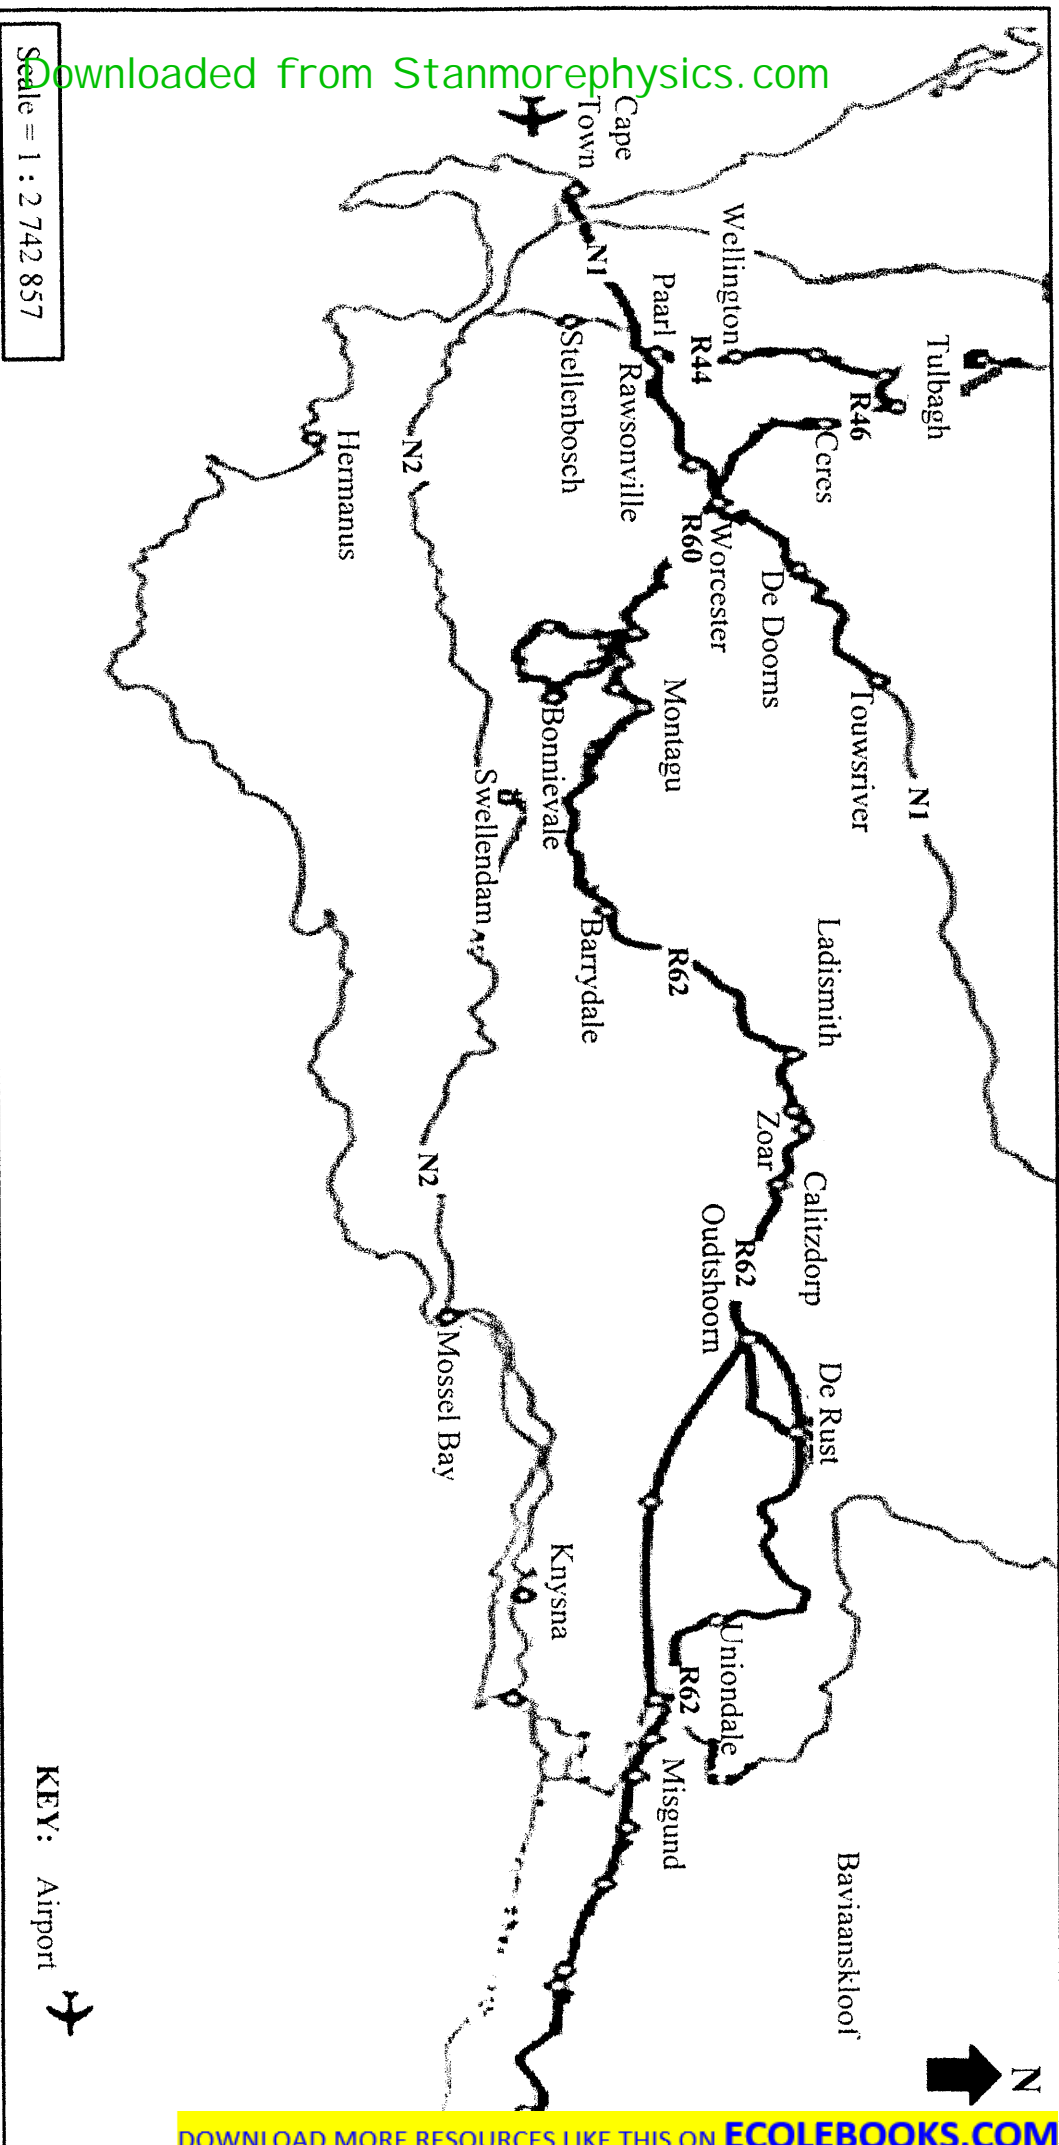 Downloaded from Stanmorephysics.com
Scale = 1 : 2 742 857
Cape
Town
N1
Wellington
Paarl
R44
Tulbagh
R46
Ceres
Rawsonville
Stellenbosch
Worcester
R60
De Doorns
Touwsriver
N1
N2
Hermanus
Montagu
Bonnievale
Swellendam
Barrydale
R62
Ladismith
Zoar
Calitzdorp
R62
Oudtshoorn
N2
Mossel Bay
De Rust
Knysna
Uniondale
R62
Misgund
Baviaanskloof
N
KEY: Airport
DOWNLOAD MORE RESOURCES LIKE THIS ON ECOLEBOOKS.COM